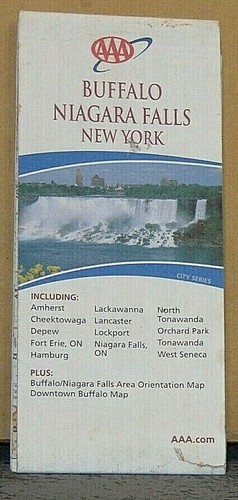 AAA
BUFFALO
NIAGARA FALLS
NEW YORK
CITY SERIES
INCLUDING:
Amherst
Cheektowaga
Depew
Fort Erie, ON
Hamburg
Lackawanna
Lancaster
Lockport
Niagara Falls,
ON
North
Tonawanda
Orchard Park
Tonawanda
West Seneca
PLUS:
Buffalo/Niagara Falls Area Orientation Map
Downtown Buffalo Map
AAA.com